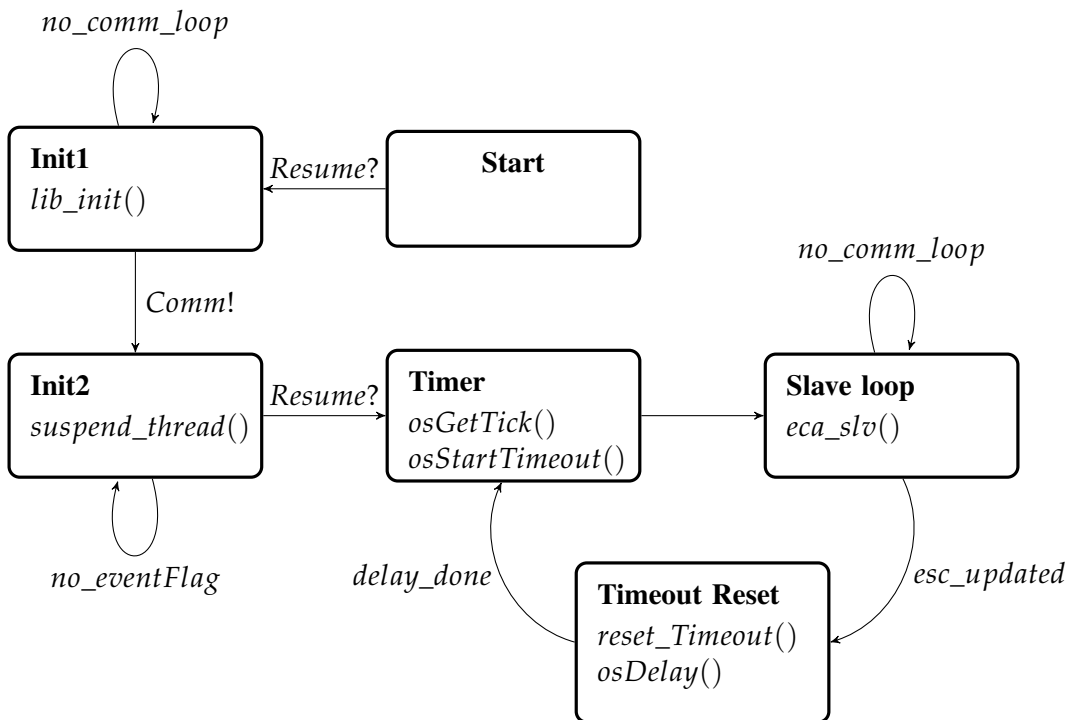 no_comm_loop
Init1
lib_init()
Resume?
Start
Comm!
no_comm_loop
Init2
suspend_thread()
Resume?
Timer
osGetTick()
osStartTimeout()
Slave loop
eca_slv()
no_eventFlag
delay_done
esc_updated
Timeout Reset
reset_Timeout()
osDelay()